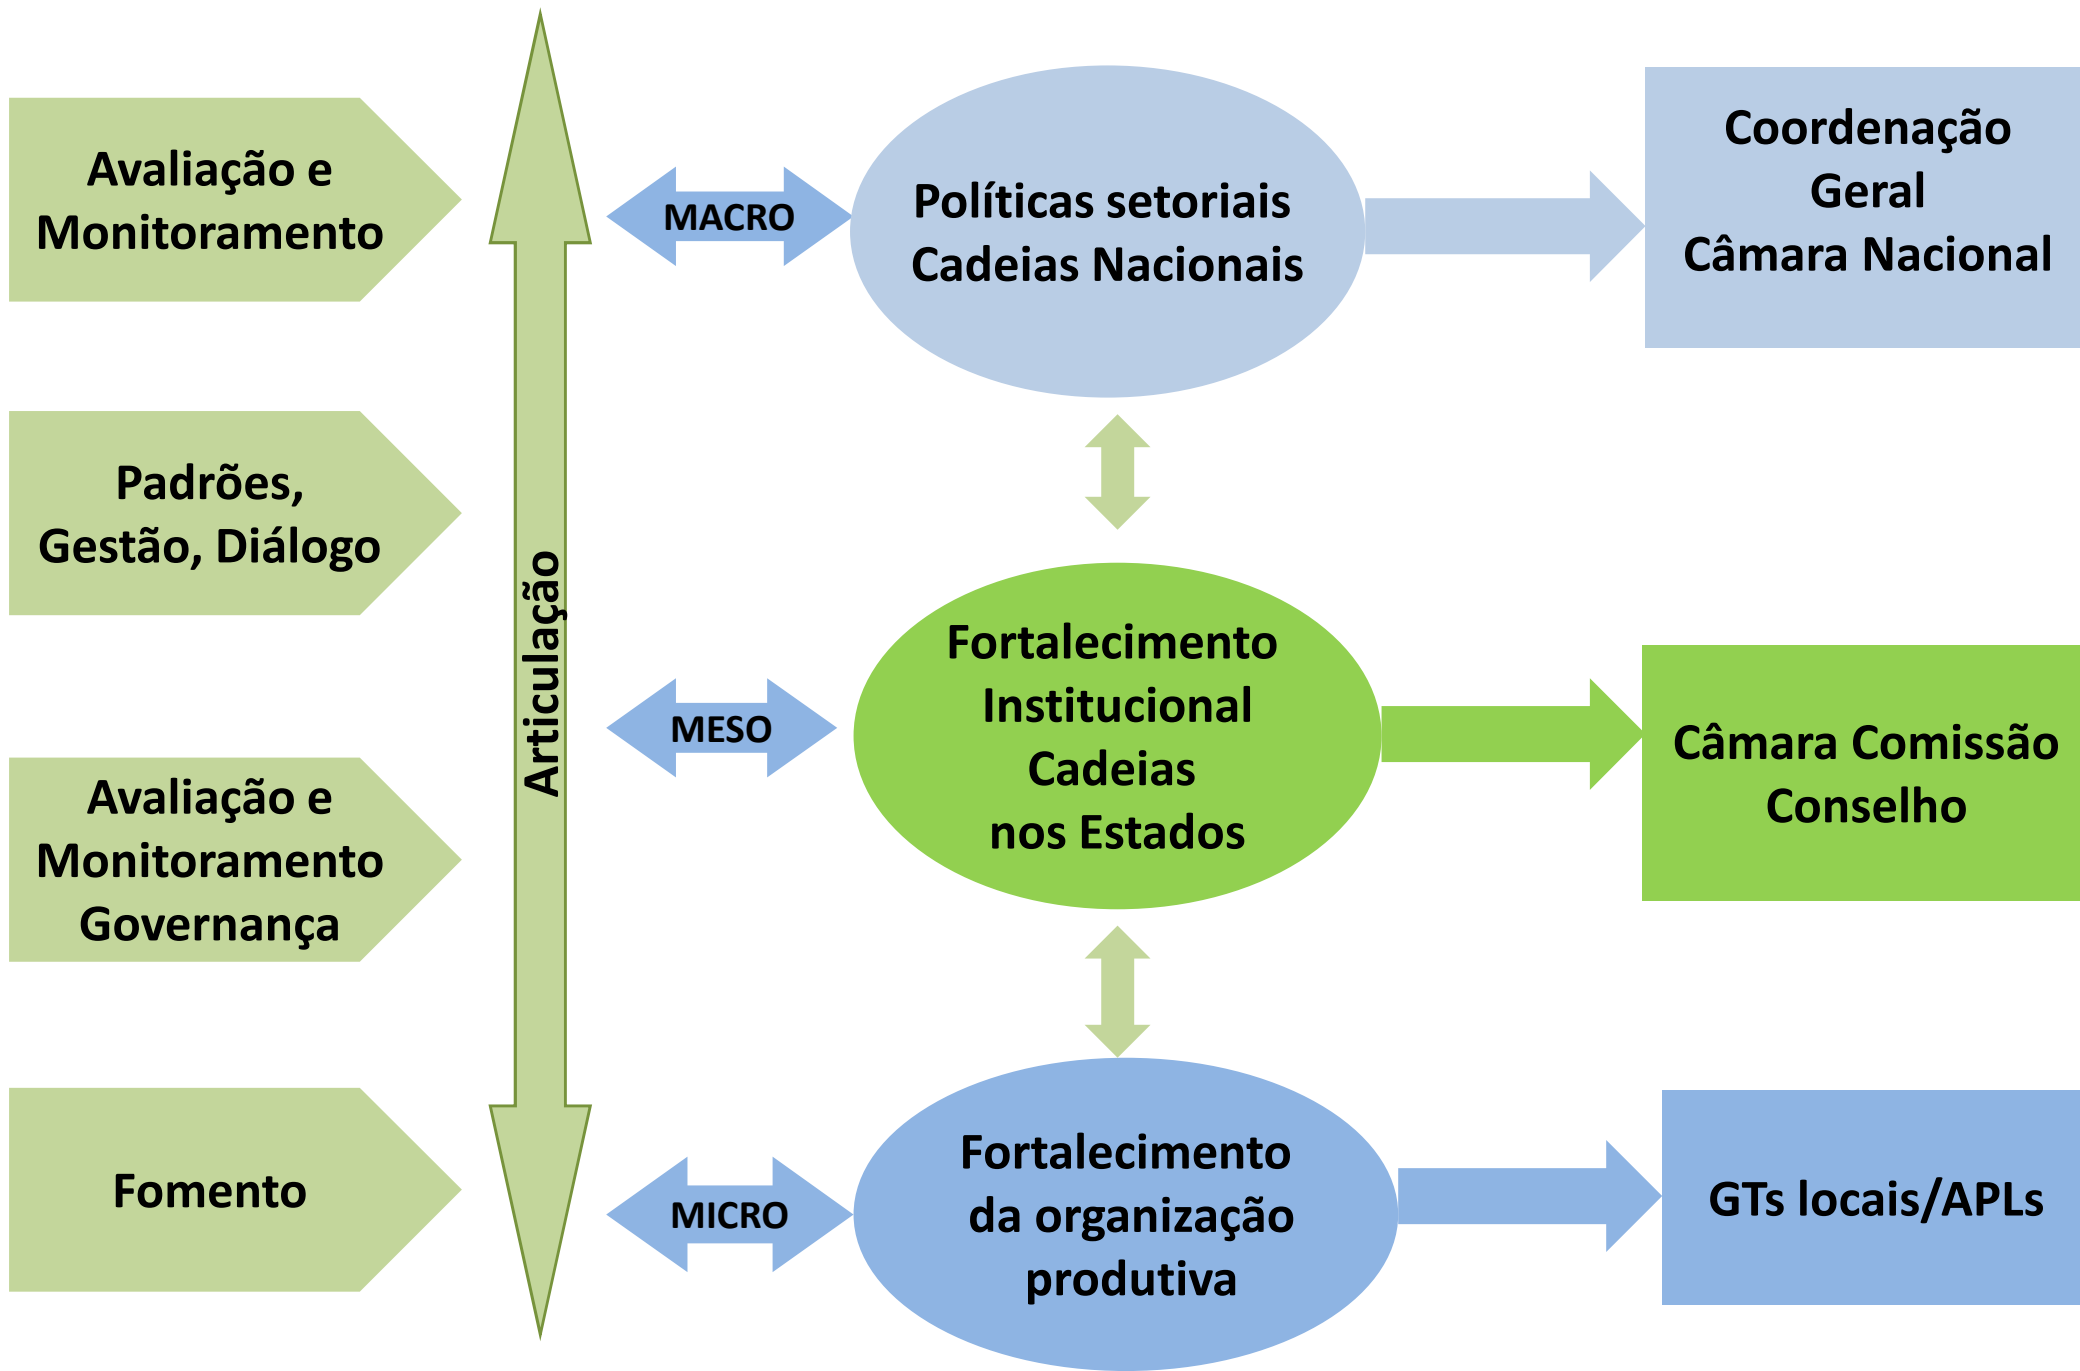 Avaliação e
Monitoramento
Padrões,
Gestão, Diálogo
Avaliação e
Monitoramento
Governança
Fomento
Articulação
MACRO
Políticas setoriais
Cadeias Nacionais
Coordenação
Geral
Câmara Nacional
MESO
Fortalecimento
Institucional
Cadeias
nos Estados
Câmara Comissão
Conselho
MICRO
Fortalecimento
da organização
produtiva
GTs locais/APLs